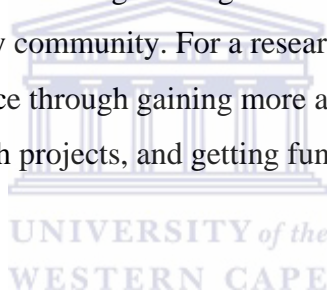 y community. For a resear
ce through gaining more a
h projects, and getting fun
UNIVERSITY of the
WESTERN CAPE